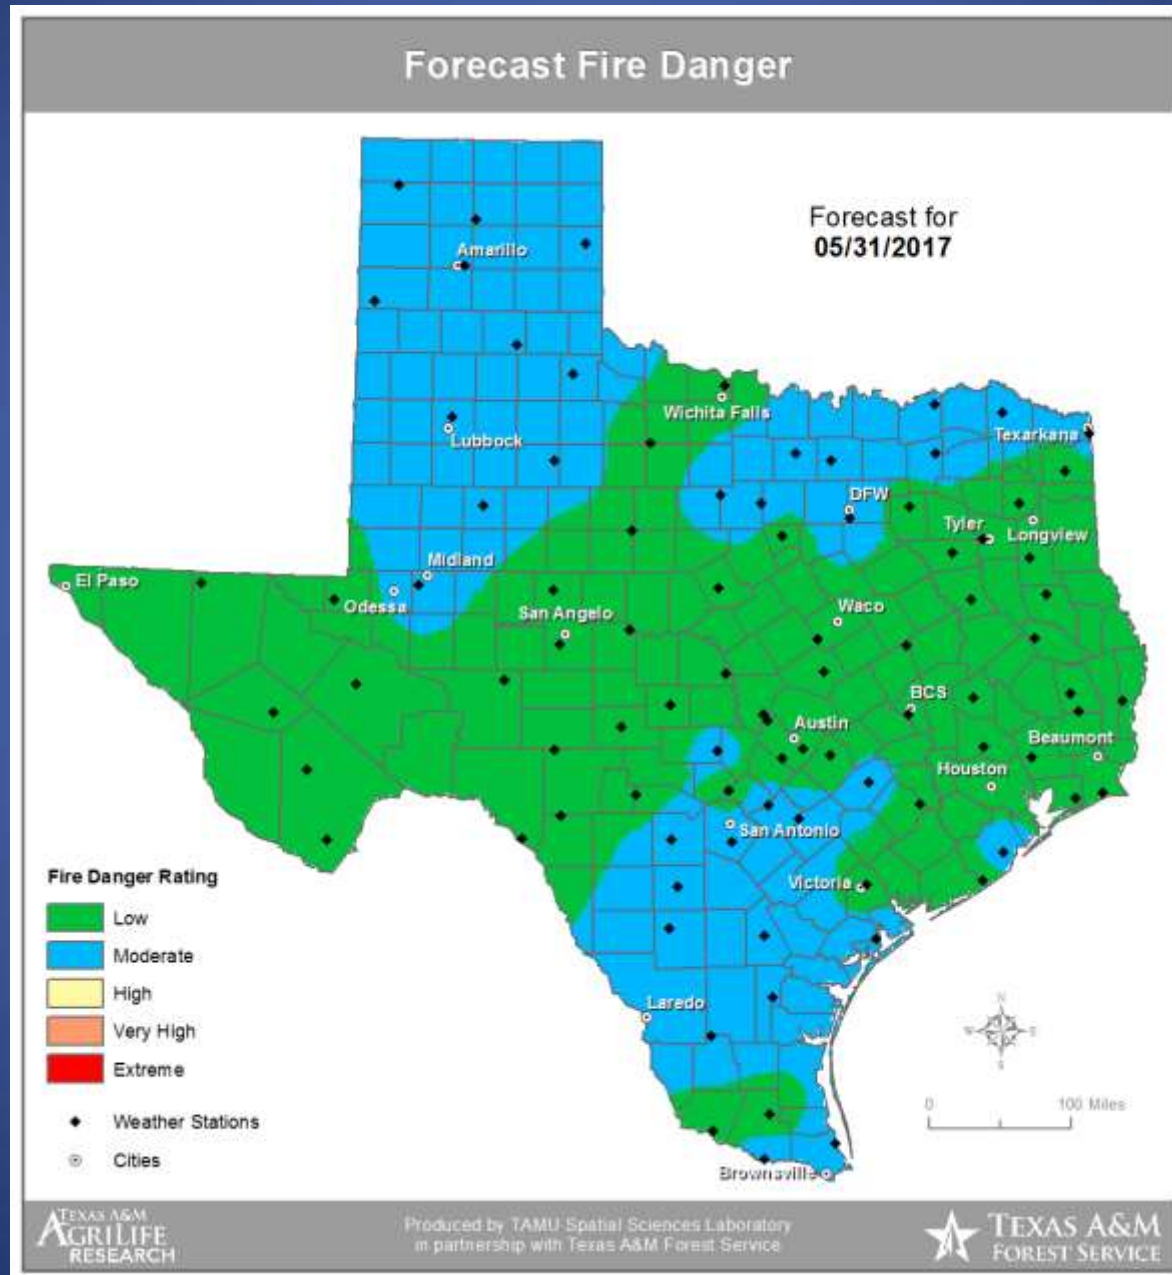 Forecast Fire Danger
Forecast for
05/31/2017
Amarillo
Wichita Falls
Lubbock
Texarkana
DFW
Tyler
Longview
Midland
El Paso
Odessa
San Angelo
Waco
BCS
Austin
Beaumont
Houston
San Antonio
Victoria
Fire Danger Rating
Low
Moderate
High
Very High
Extreme
Laredo
N
W
E
S
0
100 Miles
Weather Stations
Cities
Brownsville
TEXAS A&M
AGRILIFE
RESEARCH
Produced by TAMU Spatial Sciences Laboratory
in partnership with Texas A&M Forest Service
TEXAS A&M
FOREST SERVICE